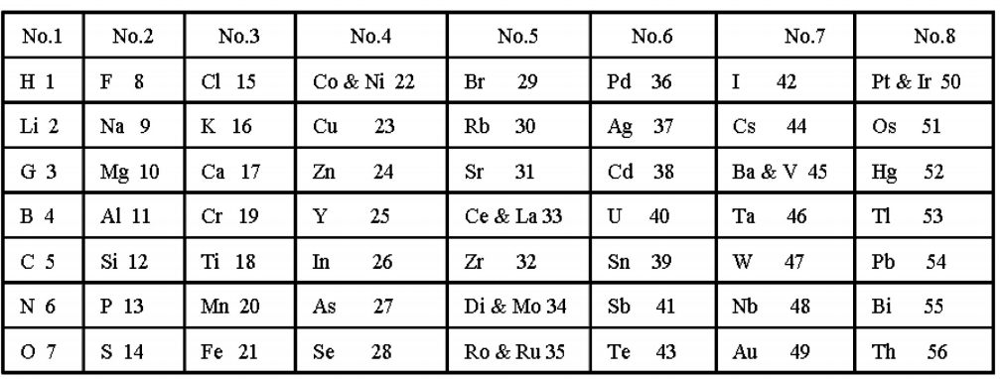 No.1 No.2 No.3 No.4 No.5 No.6 No.7 No.8
H 1 F 8 Cl 15 Co & Ni 22 Br 29 Pd 36 I 42 Pt & Ir 50
Li 2 Na 9 K 16 Cu 23 Rb 30 Ag 37 Cs 44 Os 51
G 3 Mg 10 Ca 17 Zn 24 Sr 31 Cd 38 Ba & V 45 Hg 52
B 4 Al 11 Cr 19 Y 25 Ce & La 33 U 40 Ta 46 Tl 53
C 5 Si 12 Ti 18 In 26 Zr 32 Sn 39 W 47 Pb 54
N 6 P 13 Mn 20 As 27 Di & Mo 34 Sb 41 Nb 48 Bi 55
O 7 S 14 Fe 21 Se 28 Ro & Ru 35 Te 43 Au 49 Th 56